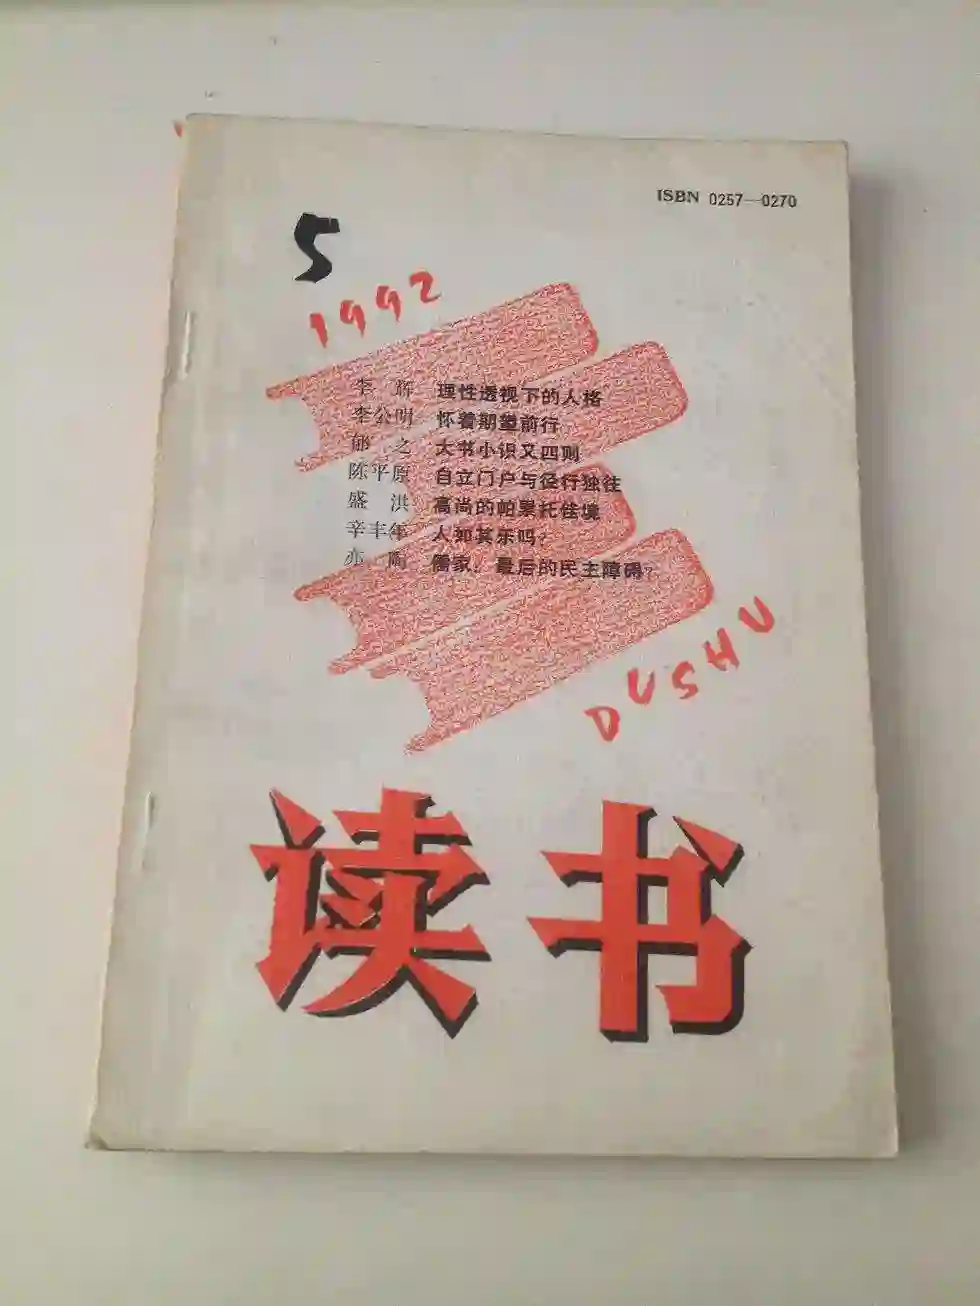 ISBN 0257—0270
5
1992
李 辉 理性透视下的人格
李公明 怀着期望前行
郁 之 大书小识又四则
陈平原 自立门户与径行独往
盛 洪 高尚的帕累托佳境
辛丰年 人知其乐吗?
亦 陶 儒家,最后的民主障碍?
DUSHU
读书